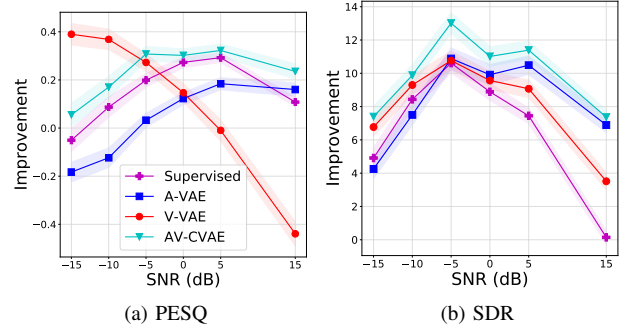 0.4
0.2
0.0
−0.2
−0.4
Improvement
Supervised
A-VAE
V-VAE
AV-CVAE
−15 −10 −5 0 5 15
SNR (dB)
(a) PESQ
14
12
10
8
6
4
2
0
Improvement
−15 −10 −5 0 5 15
SNR (dB)
(b) SDR